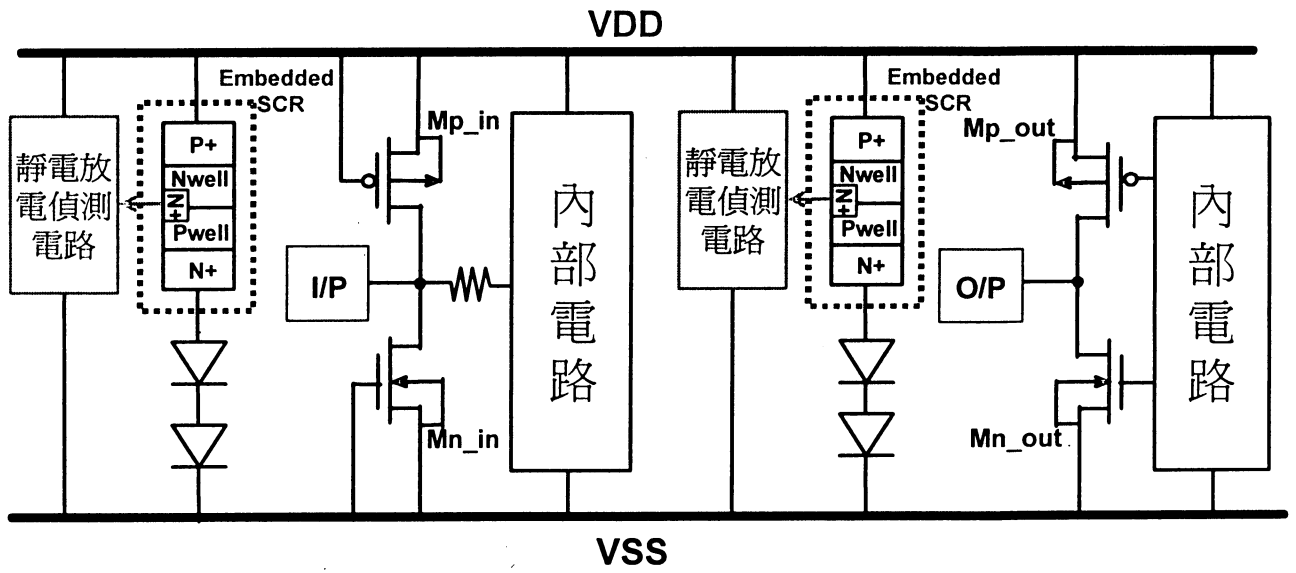 VDD
Embedded
SCR
靜電放
電偵測
電路
P+
Nwell
N+
Pwell
N+
Mp_in
I/P
Mn_in
內部電路
Embedded
SCR
靜電放
電偵測
電路
P+
Nwell
N+
Pwell
N+
Mp_out
O/P
Mn_out
內部電路
VSS